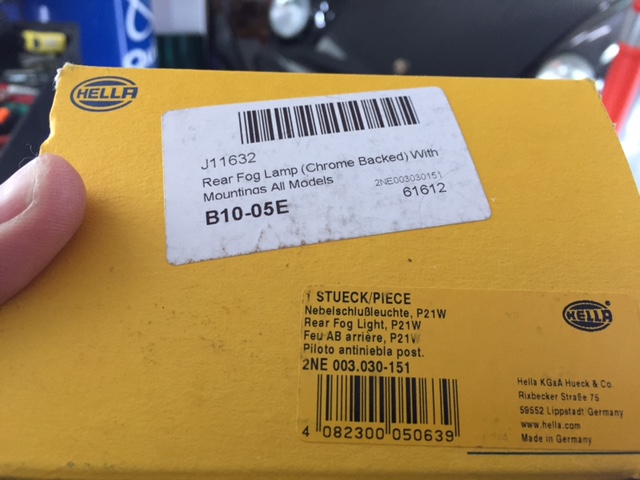 HELLA
J11632
Rear Fog Lamp (Chrome Backed) With
Mountings All Models
2NE003030151
61612
B10-05E
1 STUECK/PIECE
Nebelschlußleuchte, P21W
Rear Fog Light, P21W
Feu AB arriére, P21W
Piloto antiniebla post.
2NE 003.030-151
4 082300 050639
HELLA
Hella KGaA Hueck & Co.
Rixbecker Straße 75
59552 Lippstadt Germany
www.hella.com
Made in Germany